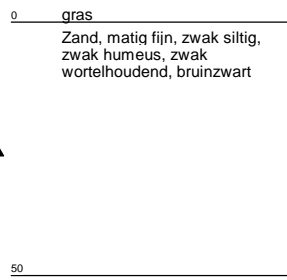 0 gras
Zand, matig fijn, zwak siltig,
zwak humeus, zwak
wortelhoudend, bruinzwart
50